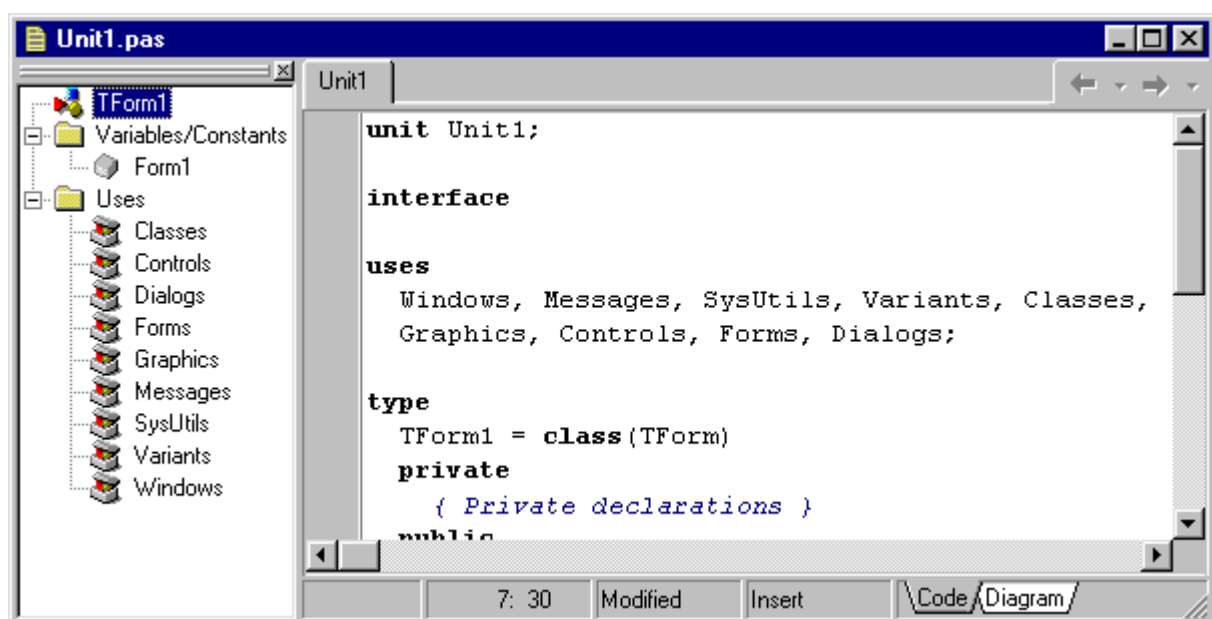 Unit1.pas
TForm1
Variables/Constants
Form1
Uses
Classes
Controls
Dialogs
Forms
Graphics
Messages
SysUtils
Variants
Windows
Unit1
unit Unit1;
interface
uses
Windows, Messages, SysUtils, Variants, Classes,
Graphics, Controls, Forms, Dialogs;
type
TForm1 = class(TForm)
private
{ Private declarations }
public
7: 30 Modified Insert Code Diagram